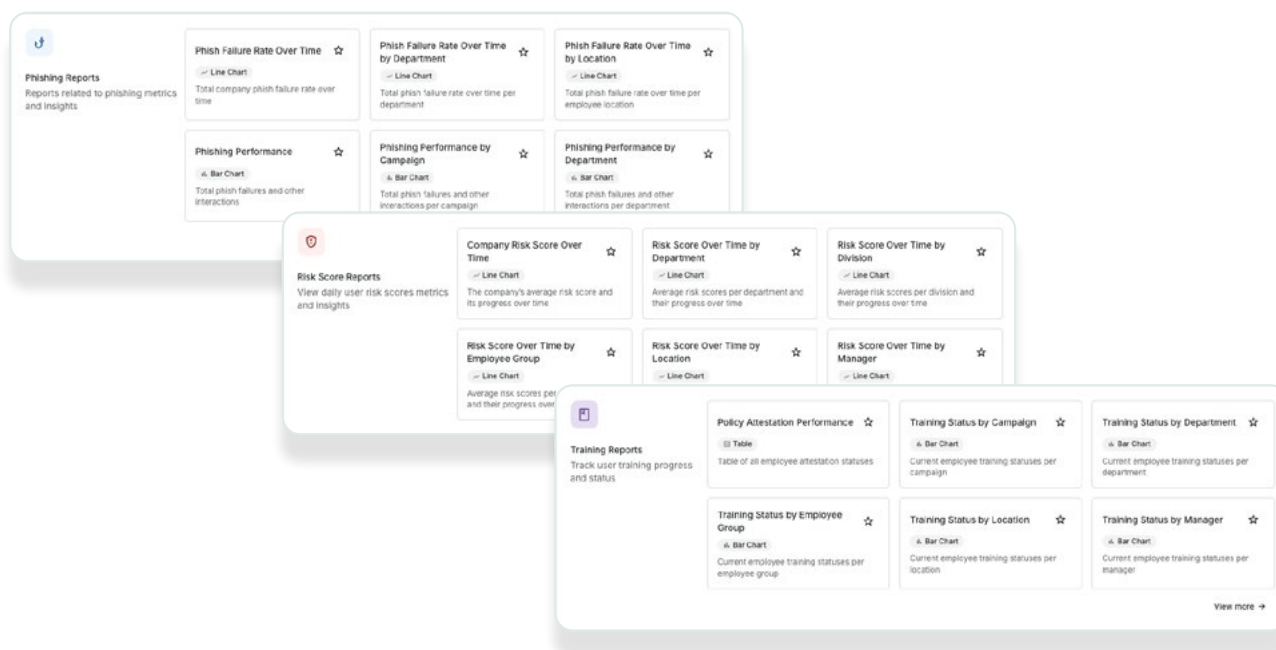 Phishing Reports
Reports related to phishing metrics
and insights
Phish Failure Rate Over Time
Line Chart
Total company phish failure rate over
time
Phish Failure Rate Over Time
by Department
Line Chart
Total phish failure rate over time per
department
Phish Failure Rate Over Time
by Location
Line Chart
Total phish failure rate over time per
employee location
Phishing Performance
Bar Chart
Total phish failures and other
interactions
Phishing Performance by
Campaign
Bar Chart
Total phish failures and other
interactions per campaign
Phishing Performance by
Department
Bar Chart
Total phish failures and other
interactions per department
Risk Score Reports
View daily user risk scores metrics
and insights
Company Risk Score Over
Time
Line Chart
The company's average risk score and
its progress over time
Risk Score Over Time by
Department
Line Chart
Average risk scores per department and
their progress over time
Risk Score Over Time by
Division
Line Chart
Average risk scores per division and
their progress over time
Risk Score Over Time by
Employee Group
Line Chart
Average risk scores per
and their progress over
Risk Score Over Time by
Location
Line Chart
Risk Score Over Time by
Manager
Line Chart
Training Reports
Track user training progress
and status
Policy Attestation Performance
Table
Table of all employee attestation statuses
Training Status by Campaign
Bar Chart
Current employee training statuses per
campaign
Training Status by Department
Bar Chart
Current employee training statuses per
department
Training Status by Employee
Group
Bar Chart
Current employee training statuses per
employee group
Training Status by Location
Bar Chart
Current employee training statuses per
location
Training Status by Manager
Bar Chart
Current employee training statuses per
manager
View more →